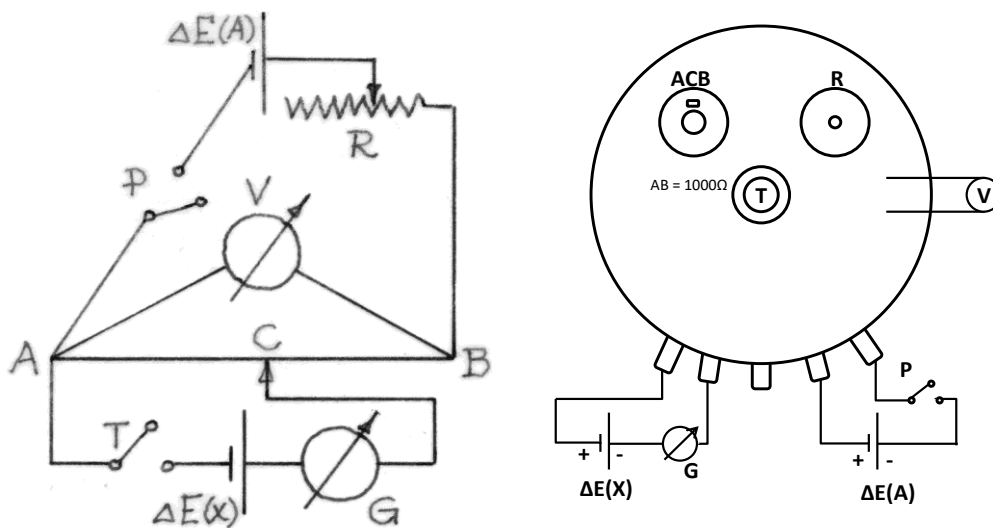 ΔE(A)
R
P
V
A
C
B
T
ΔE(X)
G
ACB
R
AB = 1000Ω
T
V
P
+
-
G
ΔE(X)
+
-
ΔE(A)